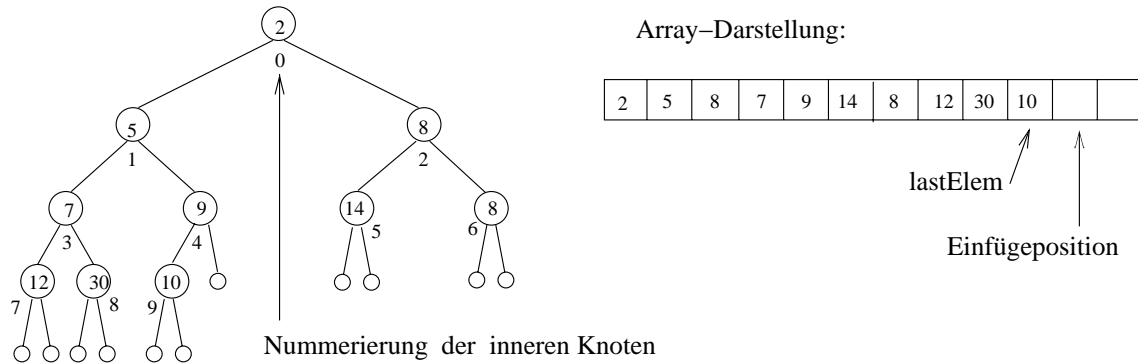 2
Array–Darstellung:
0
2 5 8 7 9 14 8 12 30 10
5 8
1 2
lastElem
7 9 14 8
3 4 5 6
Einfügeposition
12 30 10
7 8 9
Nummerierung der inneren Knoten